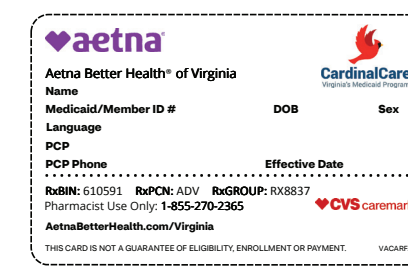 aetna
CardinalCare
Virginia's Medicaid Program
Aetna Better Health® of Virginia
Name
Medicaid/Member ID # DOB Sex
Language
PCP
PCP Phone Effective Date
RxBIN: 610591 RxPCN: ADV RxGROUP: RX8837
Pharmacist Use Only: 1-855-270-2365
CVS caremark
AetnaBetterHealth.com/Virginia
THIS CARD IS NOT A GUARANTEE OF ELIGIBILITY, ENROLLMENT OR PAYMENT. VACARF